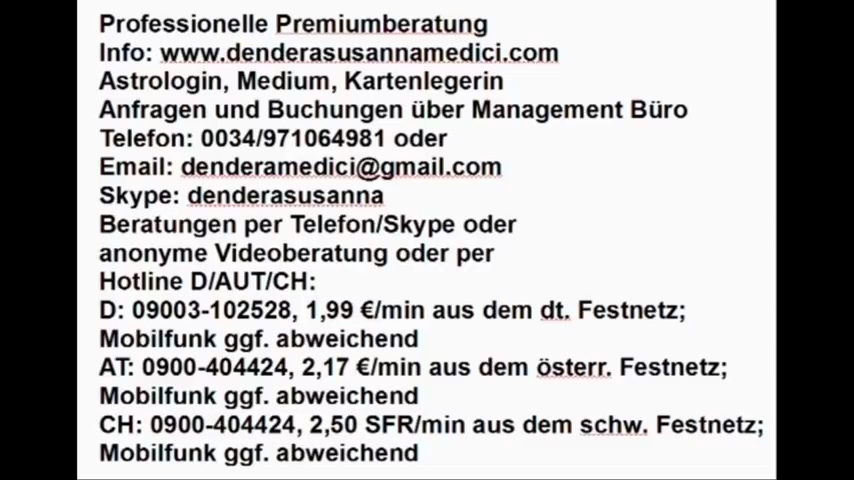 Professionelle Premiumberatung
Info: www.denderasusannamedici.com
Astrologin, Medium, Kartenlegerin
Anfragen und Buchungen über Management Büro
Telefon: 0034/971064981 oder
Email: denderamedici@gmail.com
Skype: denderasusanna
Beratungen per Telefon/Skype oder
anonyme Videoberatung oder per
Hotline D/AUT/CH:
D: 09003-102528, 1,99 €/min aus dem dt. Festnetz;
Mobilfunk ggf. abweichend
AT: 0900-404424, 2,17 €/min aus dem österr. Festnetz;
Mobilfunk ggf. abweichend
CH: 0900-404424, 2,50 SFR/min aus dem schw. Festnetz;
Mobilfunk ggf. abweichend